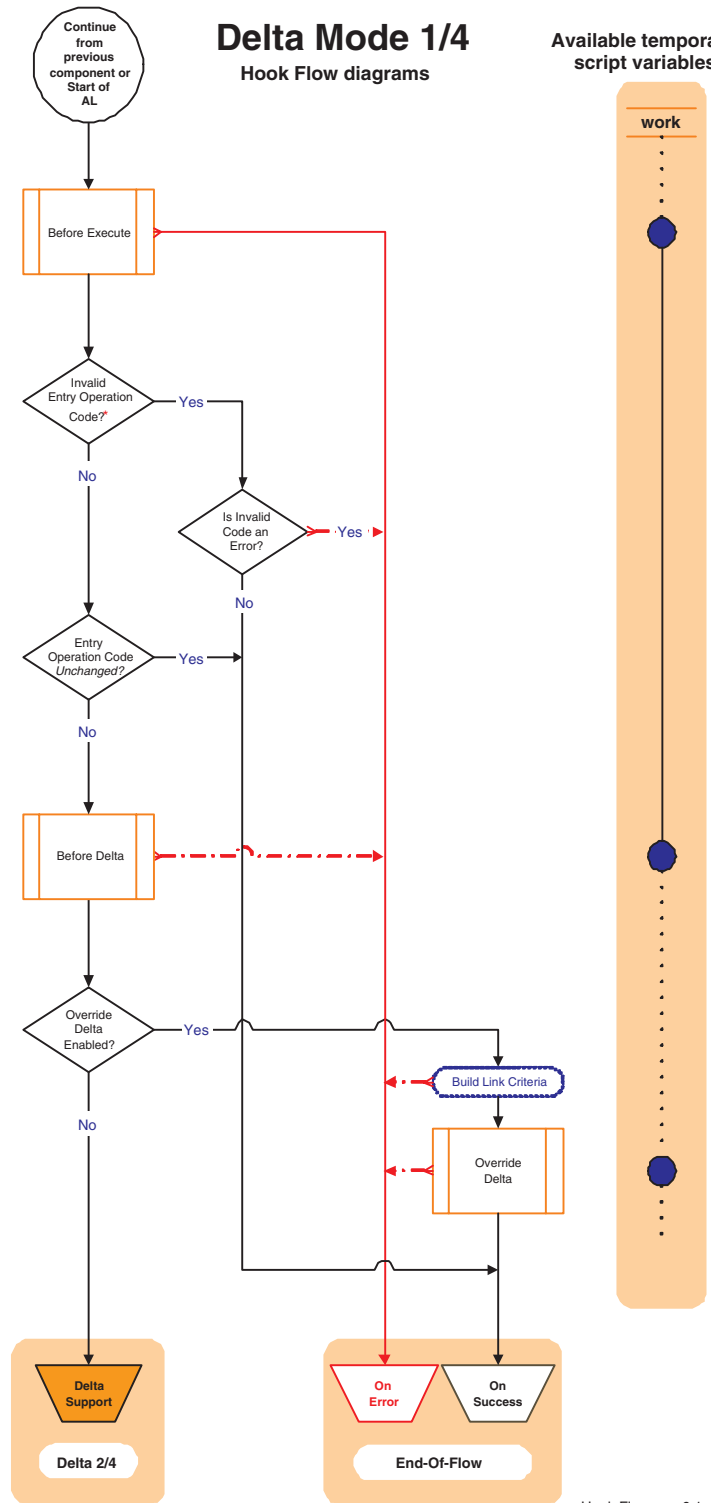 Continue
from
previous
component or
Start of
AL
Delta Mode 1/4
Hook Flow diagrams
script variables
work
Before Execute
Invalid
Entry Operation
Code?*
Yes
No
Is Invalid
Code an
Error?
Yes
No
Entry
Operation Code
Unchanged?
Yes
No
Before Delta
Override
Delta
Enabled?
Yes
No
Build Link Criteria
Override
Delta
Delta
Support
On
Error
On
Success
Delta 2/4
End-Of-Flow